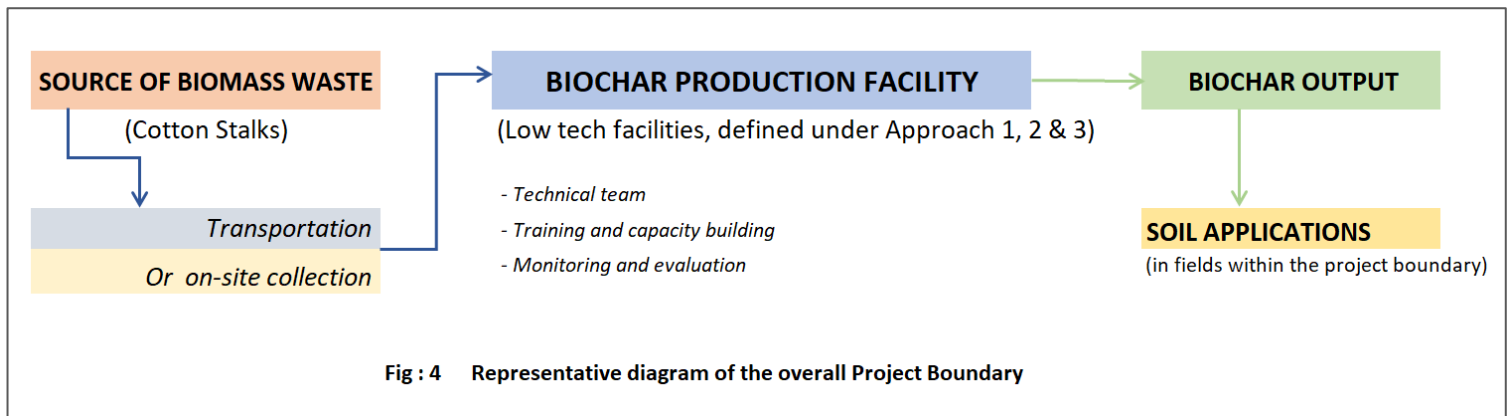 SOURCE OF BIOMASS WASTE
(Cotton Stalks)
Transportation
Or on-site collection
BIOCHAR PRODUCTION FACILITY
(Low tech facilities, defined under Approach 1, 2 & 3)
- Technical team
- Training and capacity building
- Monitoring and evaluation
BIOCHAR OUTPUT
SOIL APPLICATIONS
(in fields within the project boundary)
Fig : 4 Representative diagram of the overall Project Boundary